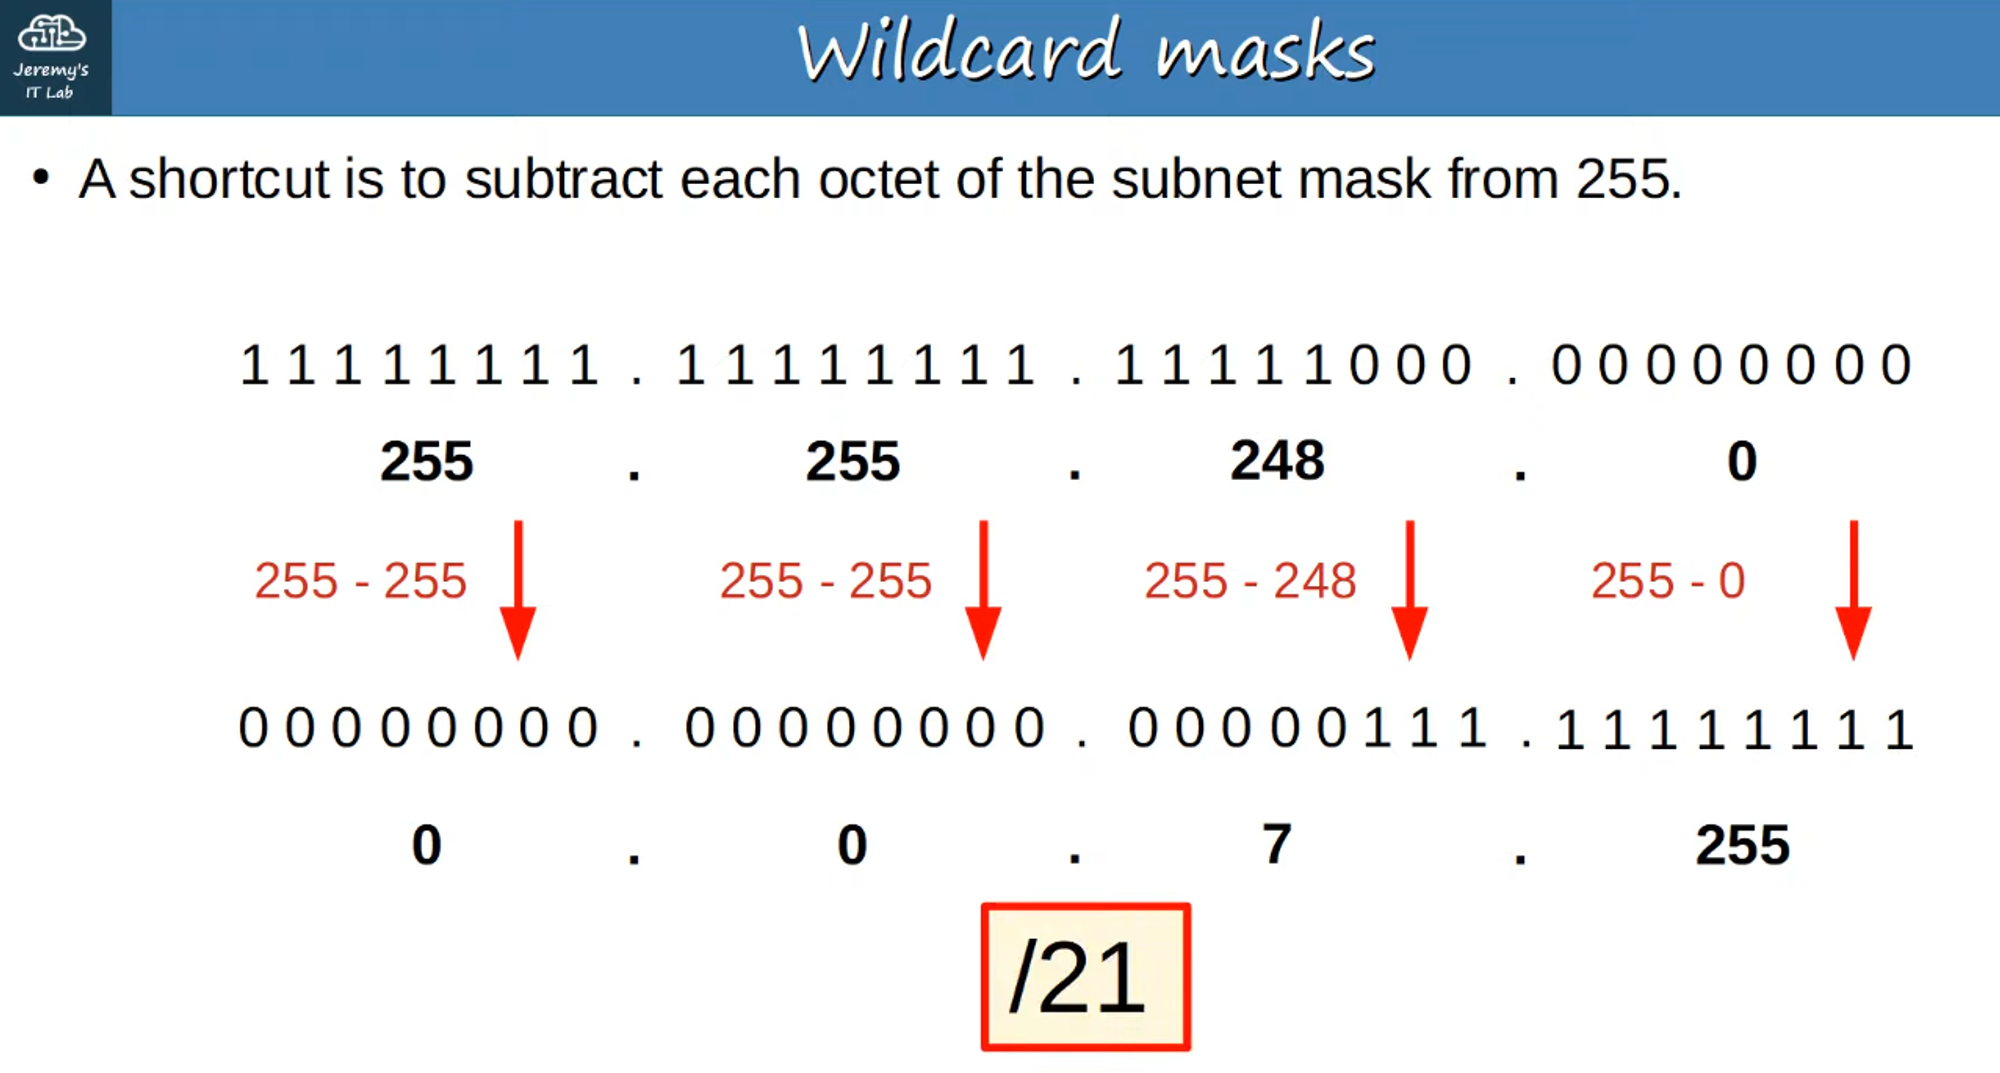 Jeremy's
IT Lab
Wildcard masks
• A shortcut is to subtract each octet of the subnet mask from 255.
1 1 1 1 1 1 1 1 . 1 1 1 1 1 1 1 1 . 1 1 1 1 1 0 0 0 . 0 0 0 0 0 0 0 0
255 . 255 . 248 . 0
255 - 255 255 - 255 255 - 248 255 - 0
0 0 0 0 0 0 0 0 . 0 0 0 0 0 0 0 0 . 0 0 0 0 0 1 1 1 . 1 1 1 1 1 1 1 1
0 . 0 . 7 . 255
/21